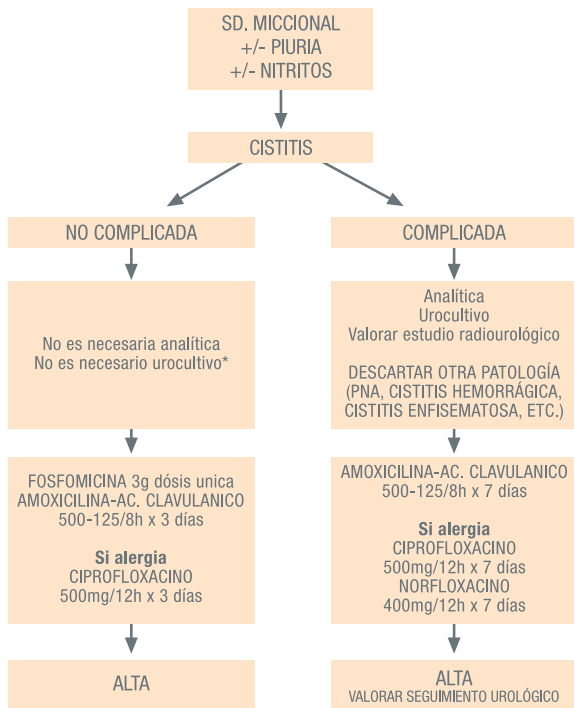 SD. MICCIONAL
+/- PIURIA
+/- NITRITOS
CISTITIS
NO COMPLICADA
No es necesaria analítica
No es necesario urocultivo*
FOSFOMICINA 3g dósis unica
AMOXICILINA-AC. CLAVULANICO
500-125/8h x 3 días
Si alergia
CIPROFLOXACINO
500mg/12h x 3 días
ALTA
COMPLICADA
Analítica
Urocultivo
Valorar estudio radiourológico
DESCARTAR OTRA PATOLOGÍA
(PNA, CISTITIS HEMORRÁGICA,
CISTITIS ENFISEMATOSA, ETC.)
AMOXICILINA-AC. CLAVULANICO
500-125/8h x 7 días
Si alergia
CIPROFLOXACINO
500mg/12h x 7 días
NORFLOXACINO
400mg/12h x 7 días
ALTA
VALORAR SEGUIMIENTO UROLÓGICO